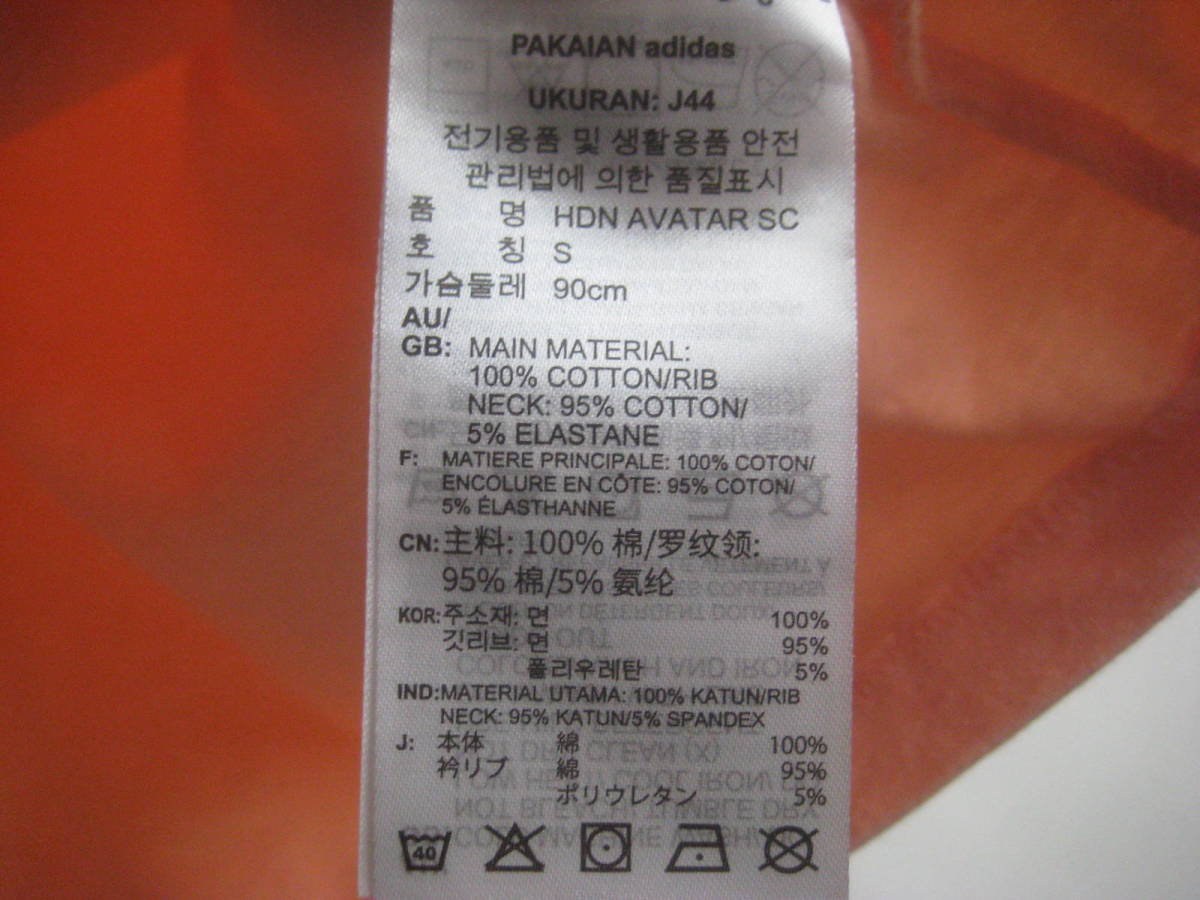 PAKAIAN adidas
UKURAN: J44
전기용품 및 생활용품 안전
관리법에 의한 품질표시
품 명 HDN AVATAR SC
호 칭 S
가슴둘레 90cm
AU/
GB: MAIN MATERIAL:
100% COTTON/RIB
NECK: 95% COTTON/
5% ELASTANE
F: MATIERE PRINCIPALE: 100% COTON/
ENCOLURE EN CÔTE: 95% COTON/
5% ÉLASTHANNE
CN: 主料: 100% 棉/罗纹领:
95% 棉/5% 氨纶
KOR: 주소재: 면 100%
깃리브: 면 95%
폴리우레탄 5%
IND: MATERIAL UTAMA: 100% KATUN/RIB
NECK: 95% KATUN/5% SPANDEX
J: 本体 綿 100%
衿リブ 綿 95%
ポリウレタン 5%
40